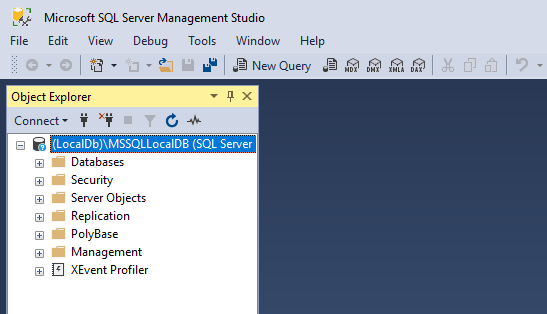 Microsoft SQL Server Management Studio
File Edit View Debug Tools Window Help
New Query MDX DMX XMLA DAX
Object Explorer
Connect
(LocalDb)\MSSQLLocalDB (SQL Server
Databases
Security
Server Objects
Replication
PolyBase
Management
XEvent Profiler